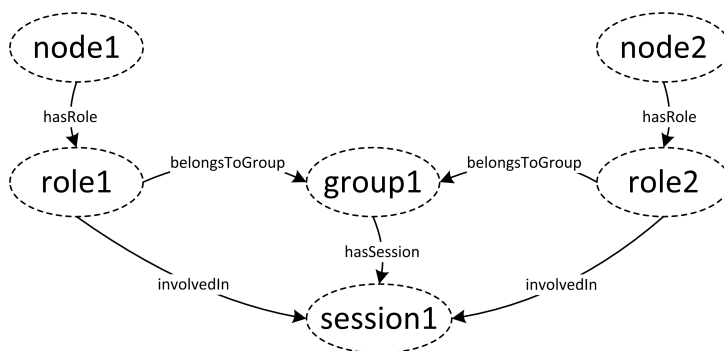 node1
node2
hasRole
hasRole
belongsToGroup
belongsToGroup
role1
group1
role2
hasSession
involvedIn
involvedIn
session1